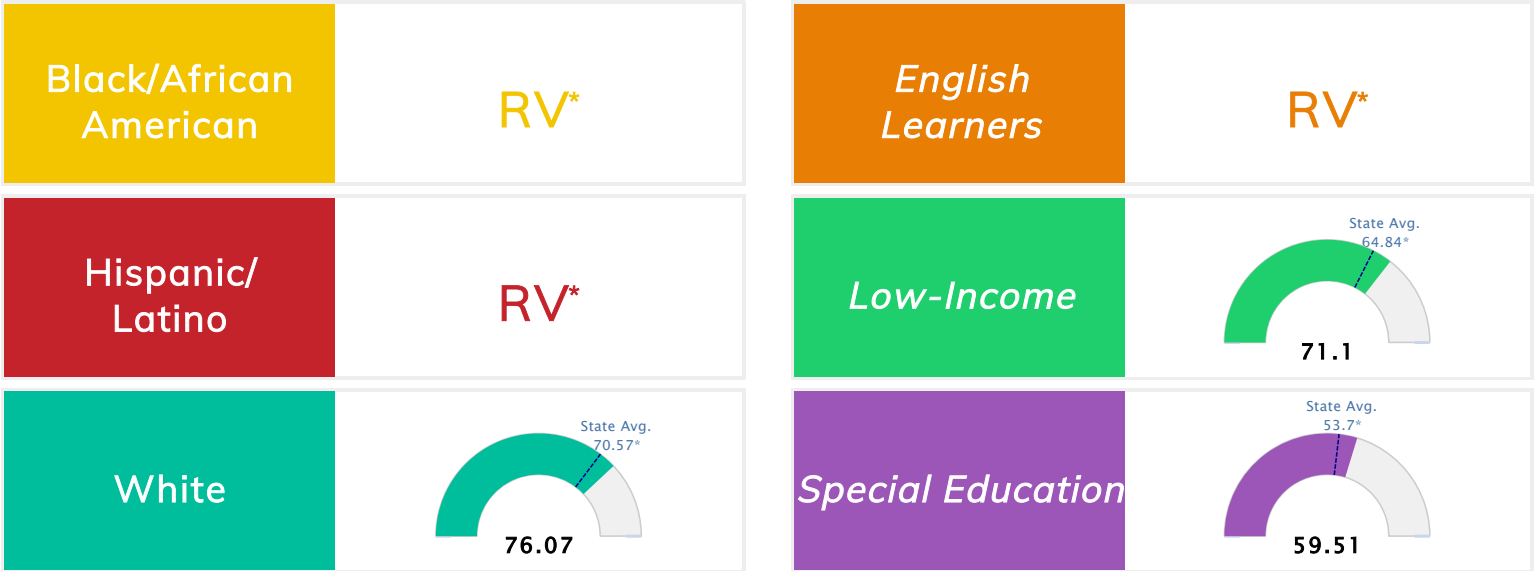 Black/African
American
RV*
English
Learners
RV*
Hispanic/
Latino
RV*
Low-Income
State Avg.
64.84*
71.1
White
State Avg.
70.57*
76.07
Special Education
State Avg.
53.7*
59.51